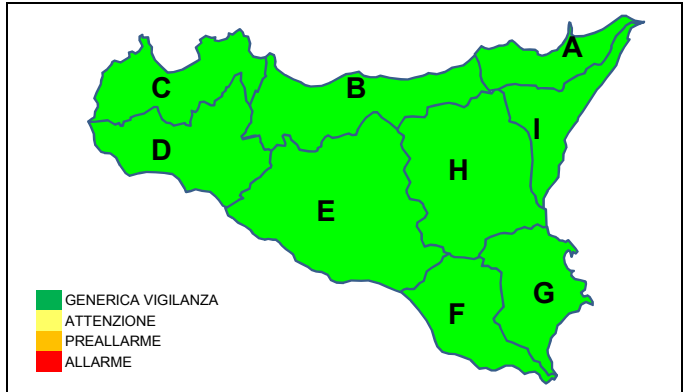 A
B
C
I
D
H
E
G
F
GENERICA VIGILANZA
ATTENZIONE
PREALLARME
ALLARME